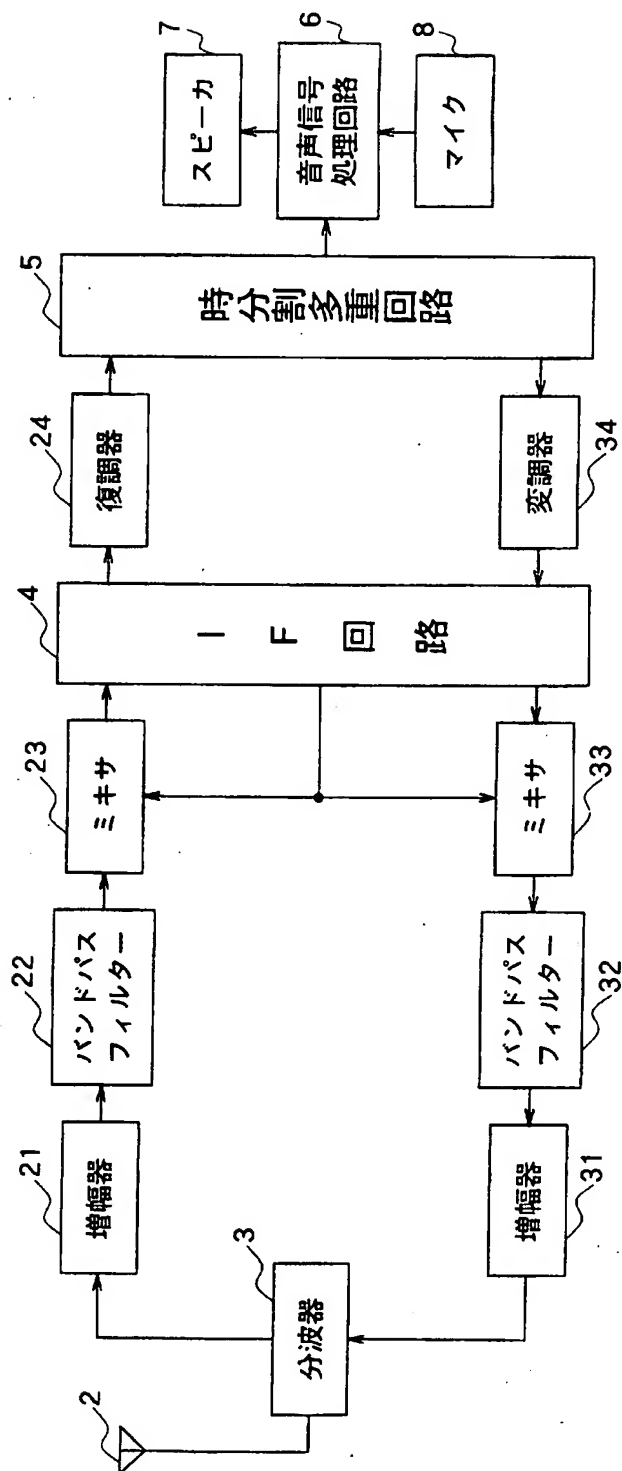 2
3
分波器
21
増幅器
22
バンドパス
フィルター
23
ミキサ
4
IF回路
24
復調器
5
時分割多重回路
7
スピーカ
6
音声信号
処理回路
8
マイク
34
変調器
33
ミキサ
32
バンドパス
フィルター
31
増幅器